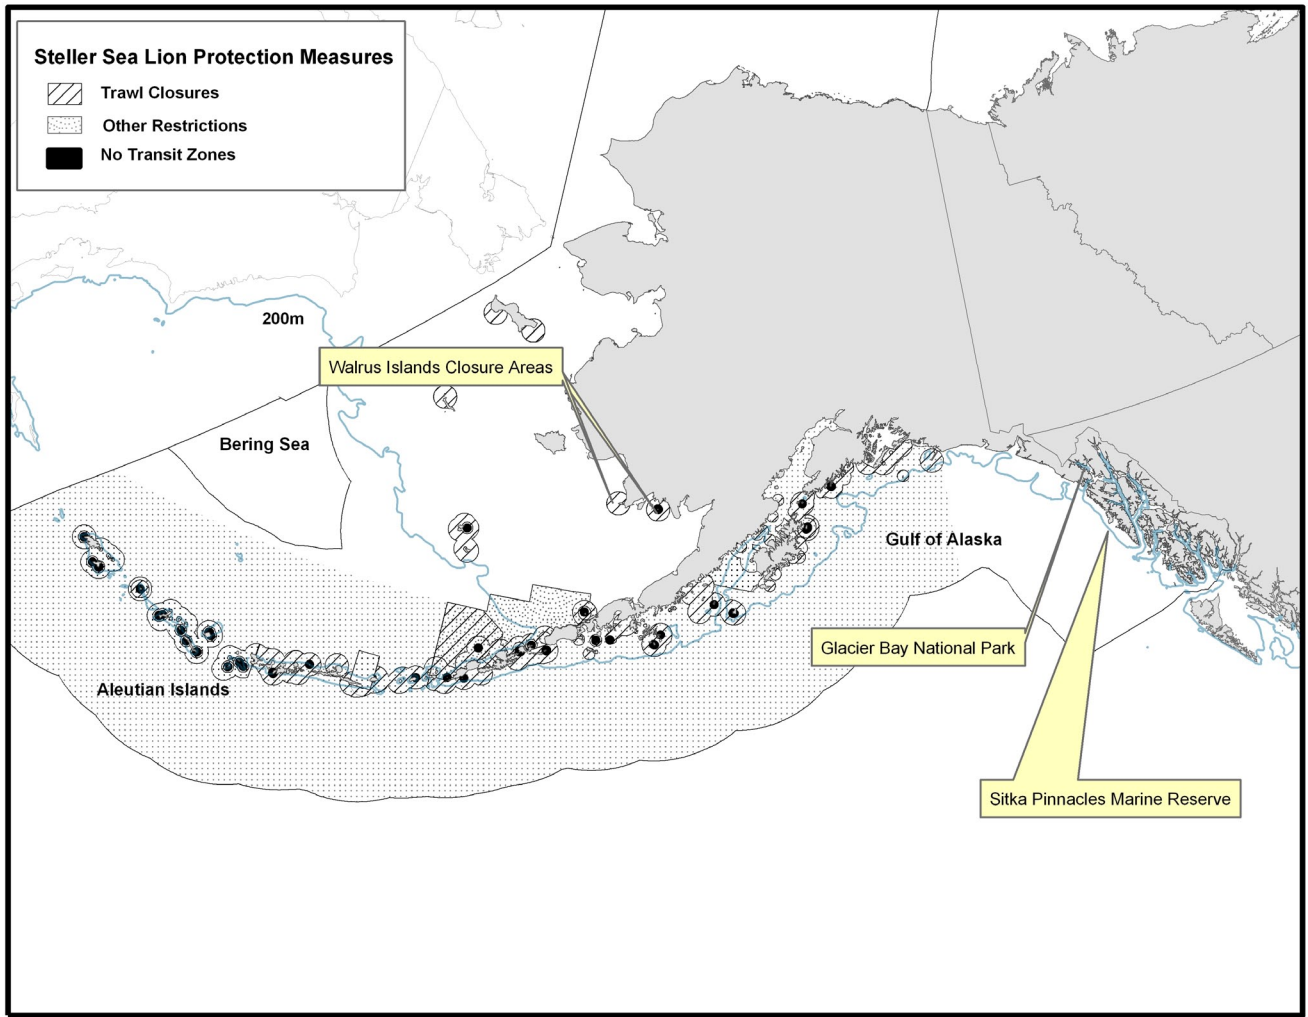 Steller Sea Lion Protection Measures
Trawl Closures
Other Restrictions
No Transit Zones
200m
Walrus Islands Closure Areas
Bering Sea
Gulf of Alaska
Glacier Bay National Park
Aleutian Islands
Sitka Pinnacles Marine Reserve